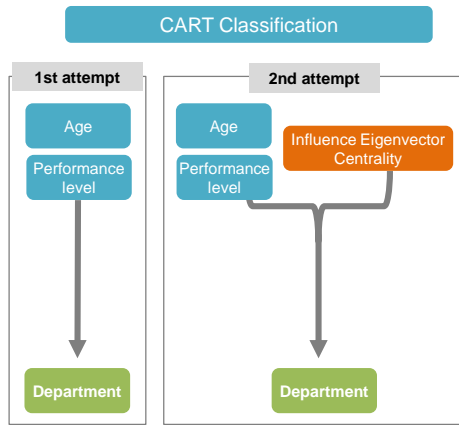 CART Classification
1st attempt
Age
Performance
level
Department
2nd attempt
Age
Performance
level
Influence Eigenvector
Centrality
Department